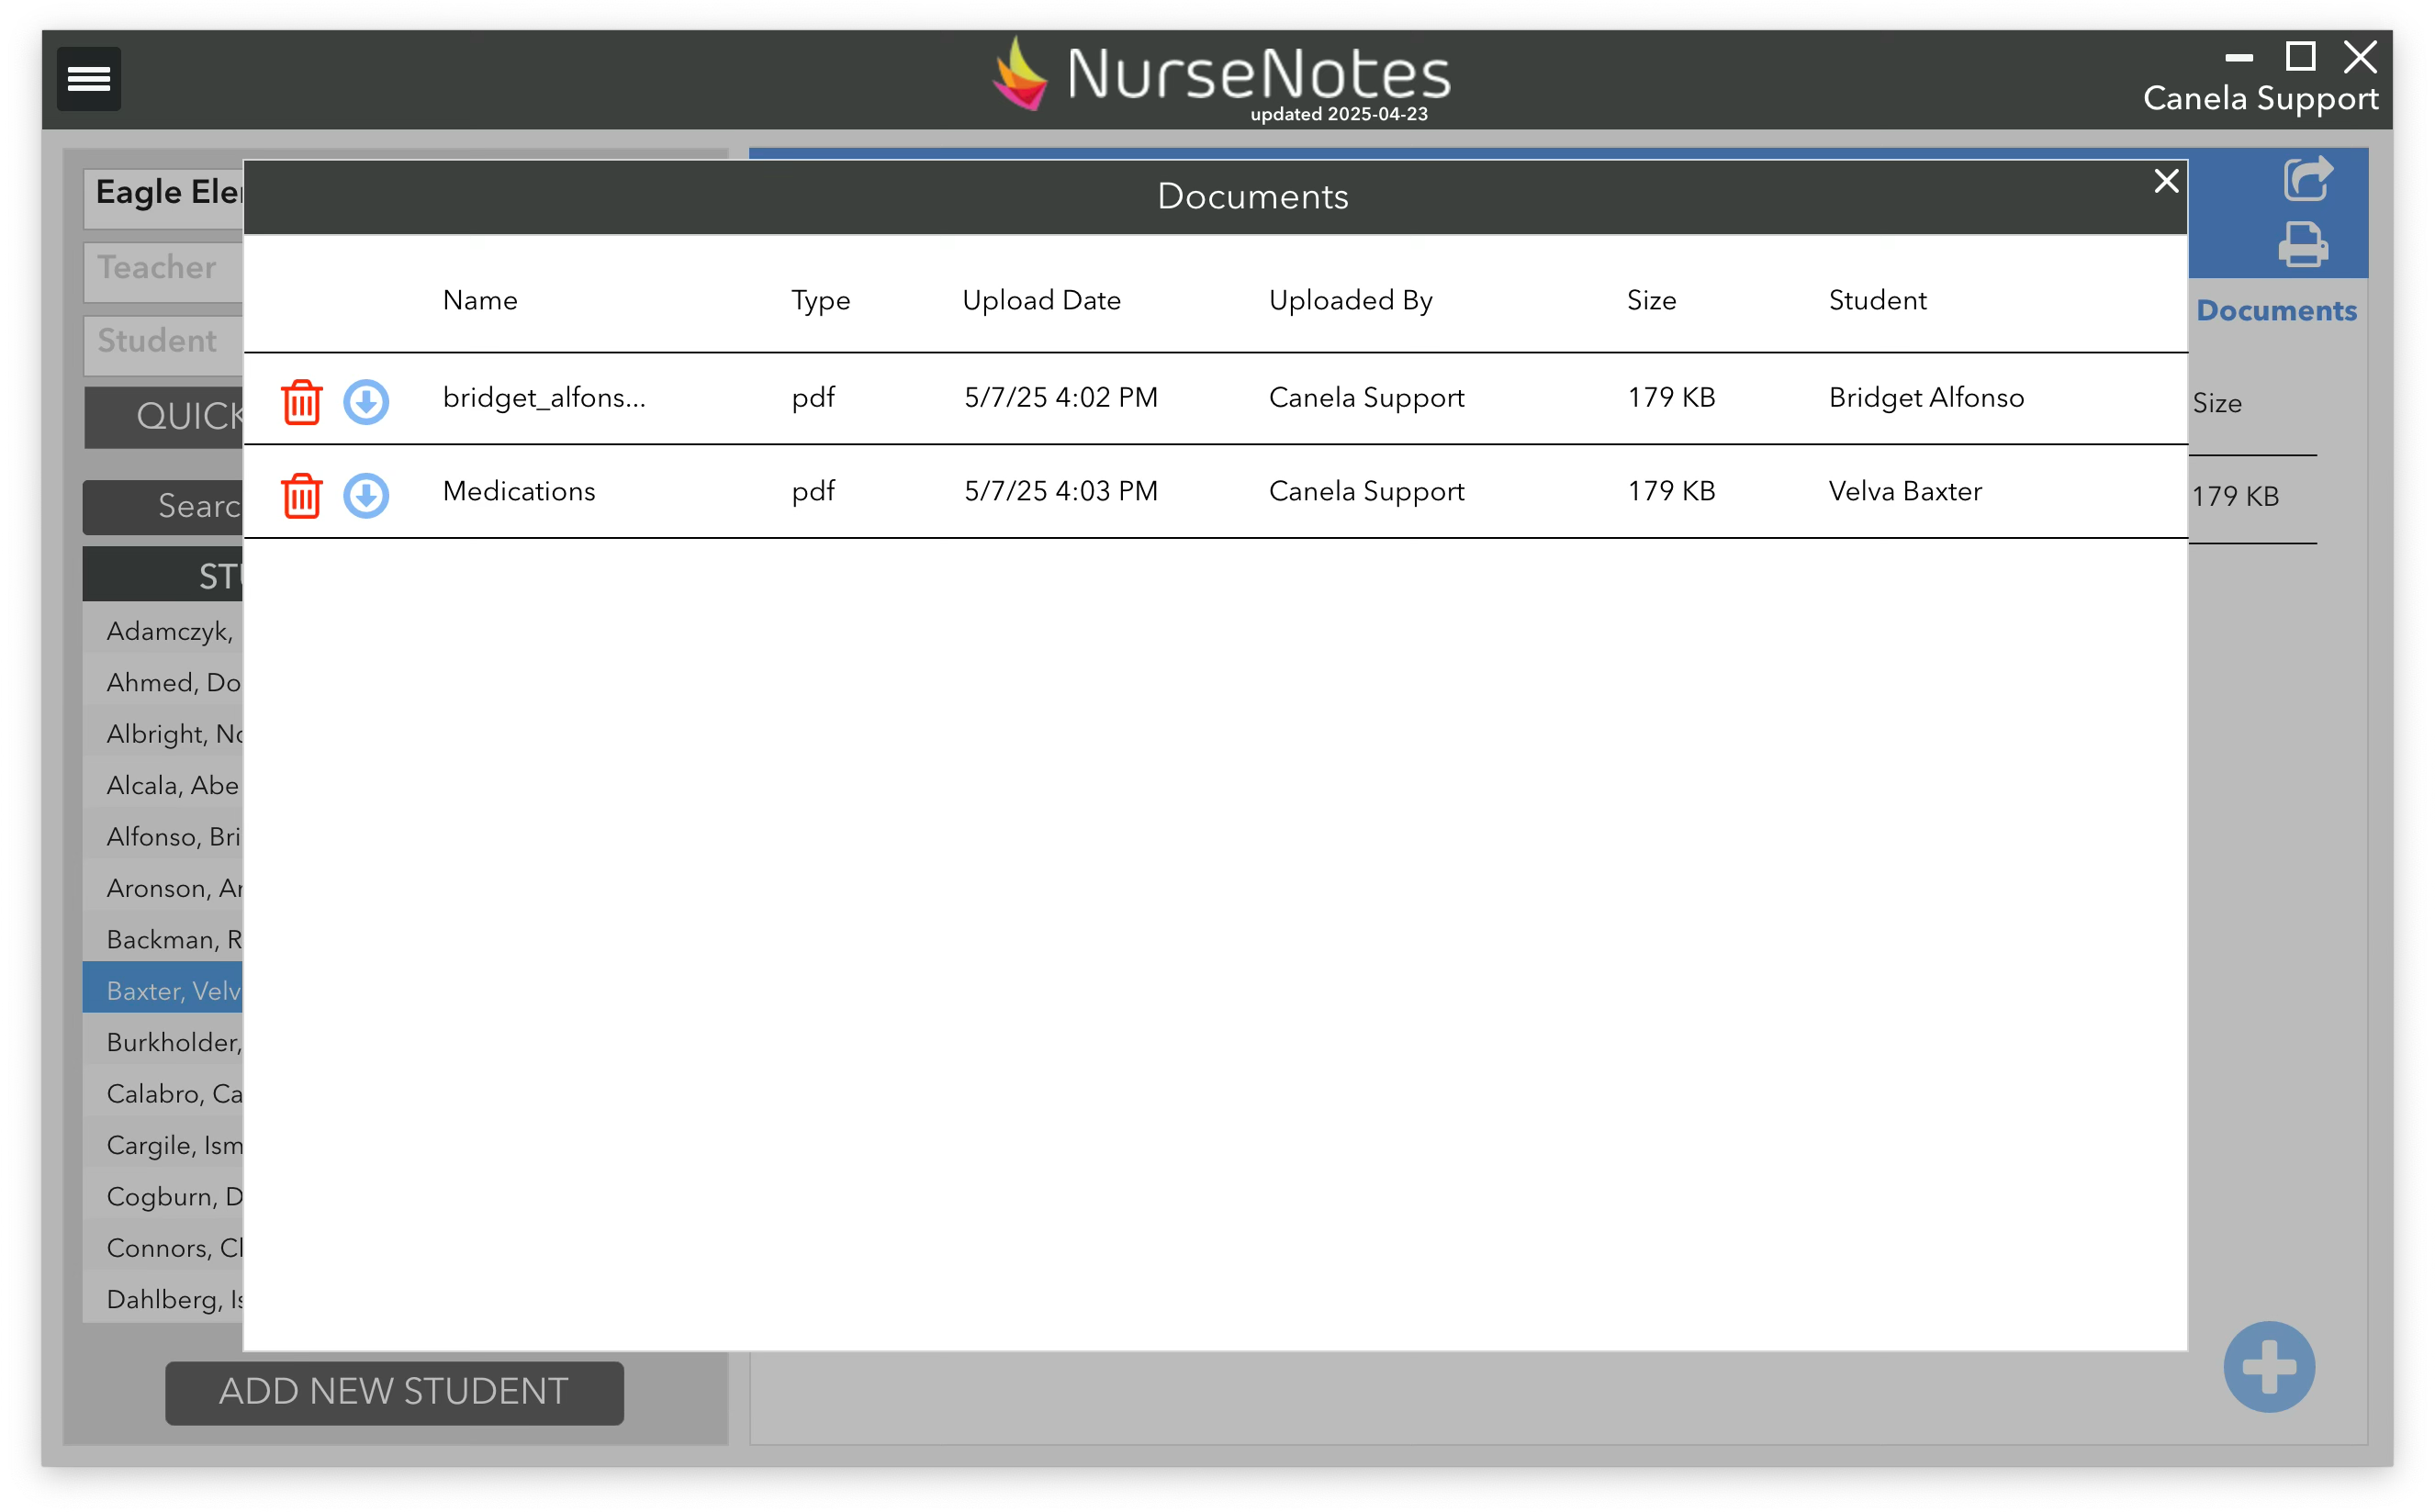 NurseNotes
updated 2025-04-23
Canela Support
Eagle Ele
Teacher
Student
QUICK
Searc
STU
Adamczyk,
Ahmed, Do
Albright, No
Alcala, Abe
Alfonso, Bri
Aronson, Ar
Backman, R
Baxter, Velv
Burkholder,
Calabro, Ca
Cargile, Ism
Cogburn, D
Connors, Cl
Dahlberg, Is
ADD NEW STUDENT
Documents
Name Type Upload Date Uploaded By Size Student
bridget_alfons... pdf 5/7/25 4:02 PM Canela Support 179 KB Bridget Alfonso
Medications pdf 5/7/25 4:03 PM Canela Support 179 KB Velva Baxter
Documents
Size
179 KB